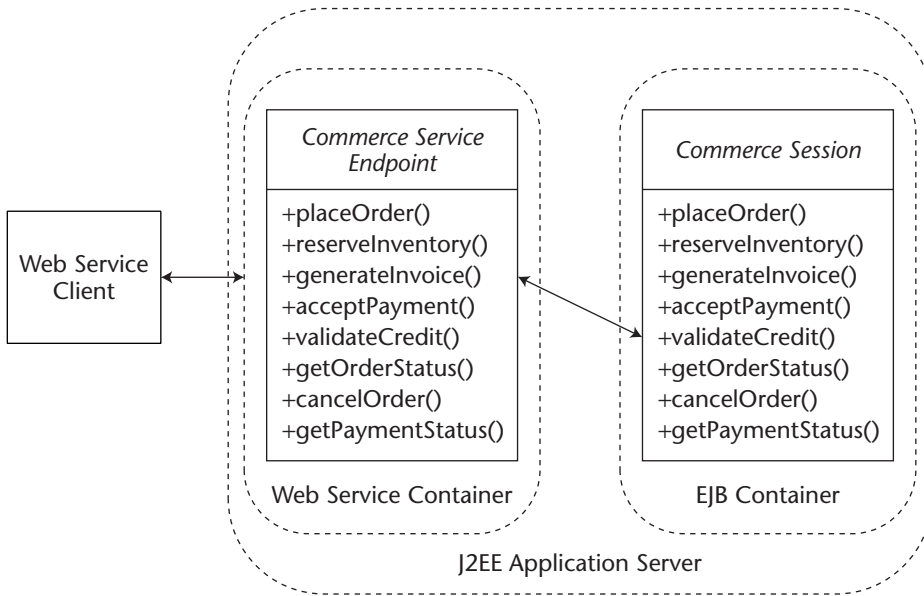 Web Service
Client
Commerce Service
Endpoint
+placeOrder()
+reserveInventory()
+generateInvoice()
+acceptPayment()
+validateCredit()
+getOrderStatus()
+cancelOrder()
+getPaymentStatus()
Web Service Container
Commerce Session
+placeOrder()
+reserveInventory()
+generateInvoice()
+acceptPayment()
+validateCredit()
+getOrderStatus()
+cancelOrder()
+getPaymentStatus()
EJB Container
J2EE Application Server